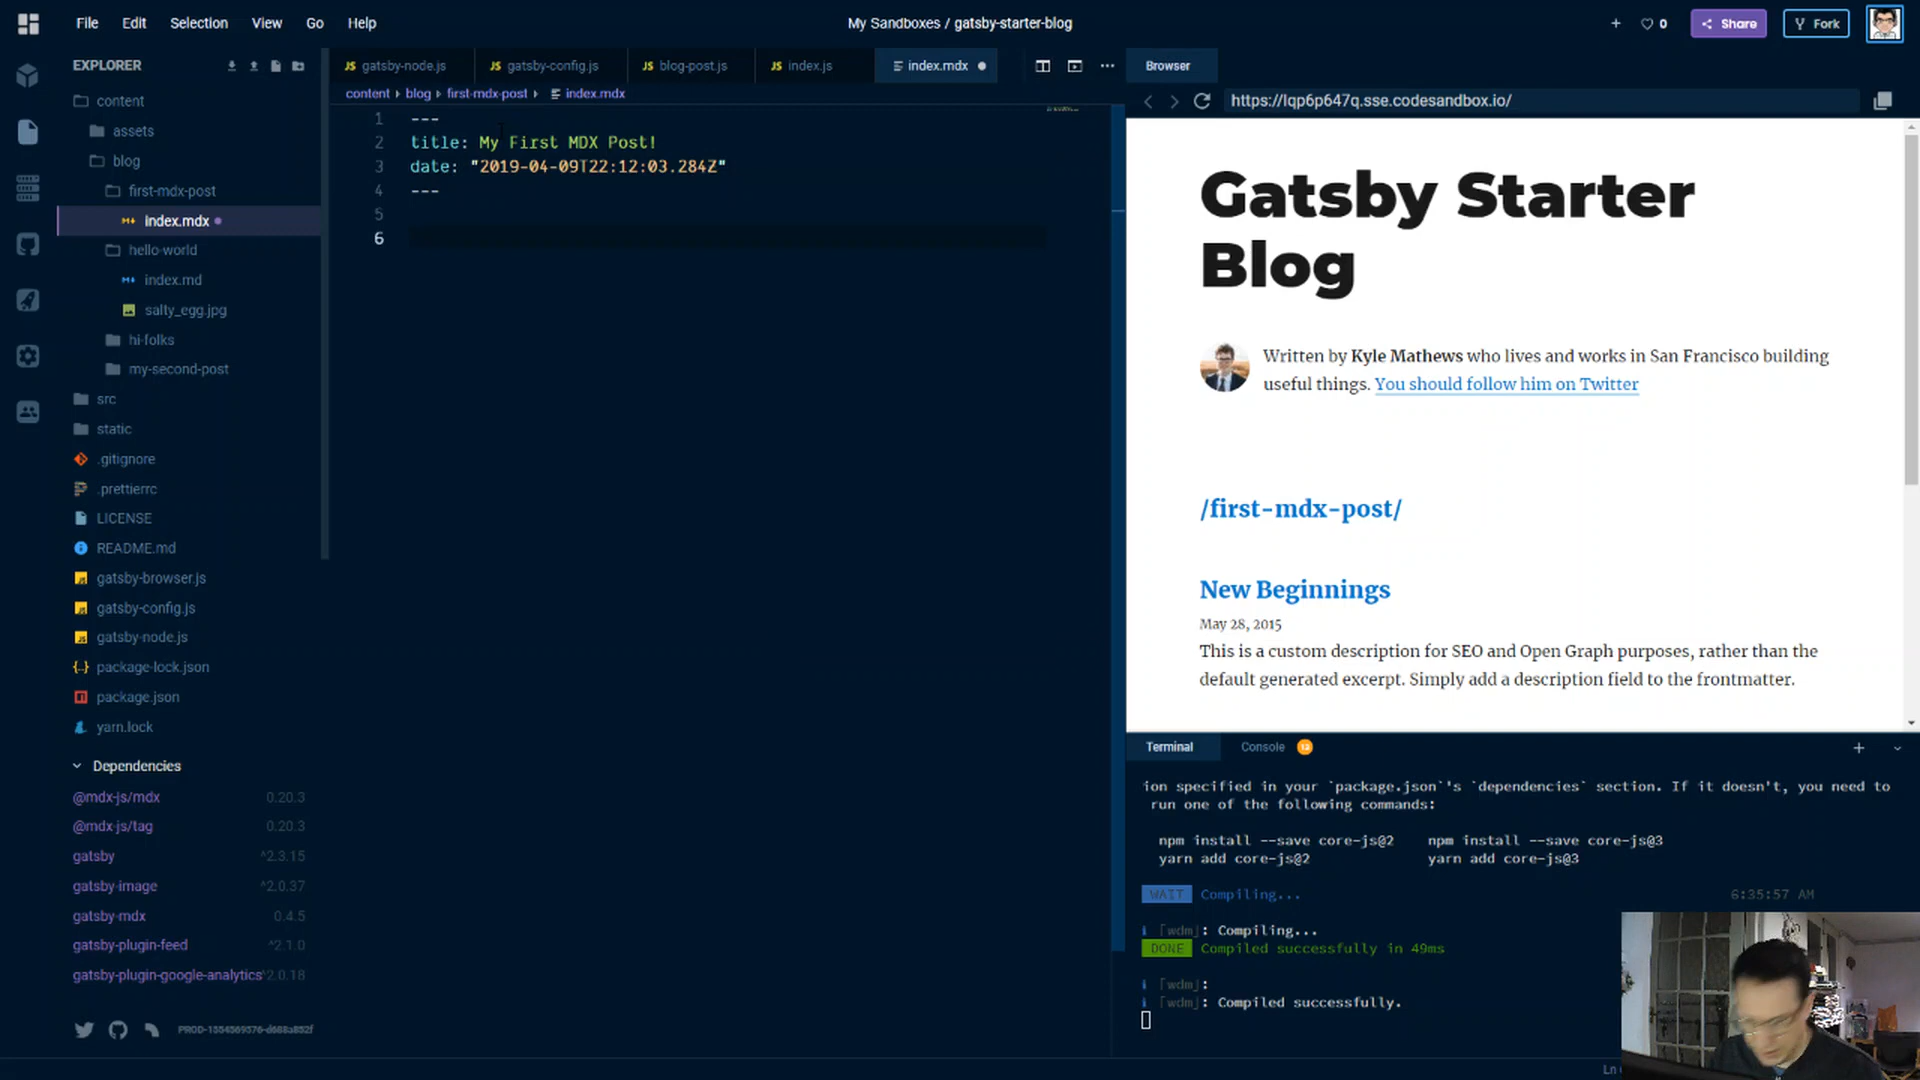 File Edit Selection View Go Help
My Sandboxes / gatsby-starter-blog
0 Share Fork
EXPLORER
content
assets
blog
first-mdx-post
index.mdx
hello-world
index.md
salty_egg.jpg
hi-folks
my-second-post
src
static
.gitignore
.prettierrc
LICENSE
README.md
gatsby-browser.js
gatsby-config.js
gatsby-node.js
package-lock.json
package.json
yarn.lock
Dependencies
@mdx-js/mdx 0.20.3
@mdx-js/tag 0.20.3
gatsby ^2.3.15
gatsby-image ^2.0.37
gatsby-mdx 0.4.5
gatsby-plugin-feed ^2.1.0
gatsby-plugin-google-analytics ^2.0.18
gatsby-node.js gatsby-config.js blog-post.js index.js index.mdx
content › blog › first-mdx-post › index.mdx
1 ---
2 title: My First MDX Post!
3 date: "2019-04-09T22:12:03.284Z"
4 ---
5
6
Browser
https://lqp6p647q.sse.codesandbox.io/
Gatsby Starter
Blog
Written by Kyle Mathews who lives and works in San Francisco building
useful things. You should follow him on Twitter
/first-mdx-post/
New Beginnings
May 28, 2015
This is a custom description for SEO and Open Graph purposes, rather than the
default generated excerpt. Simply add a description field to the frontmatter.
Terminal Console
ion specified in your `package.json`'s `dependencies` section. If it doesn't, you need to
run one of the following commands:
npm install --save core-js@2 npm install --save core-js@3
yarn add core-js@2 yarn add core-js@3
WAIT Compiling... 6:35:57 AM
i ｢wdm｣: Compiling...
DONE Compiled successfully in 49ms
i ｢wdm｣:
i ｢wdm｣: Compiled successfully.
Ln